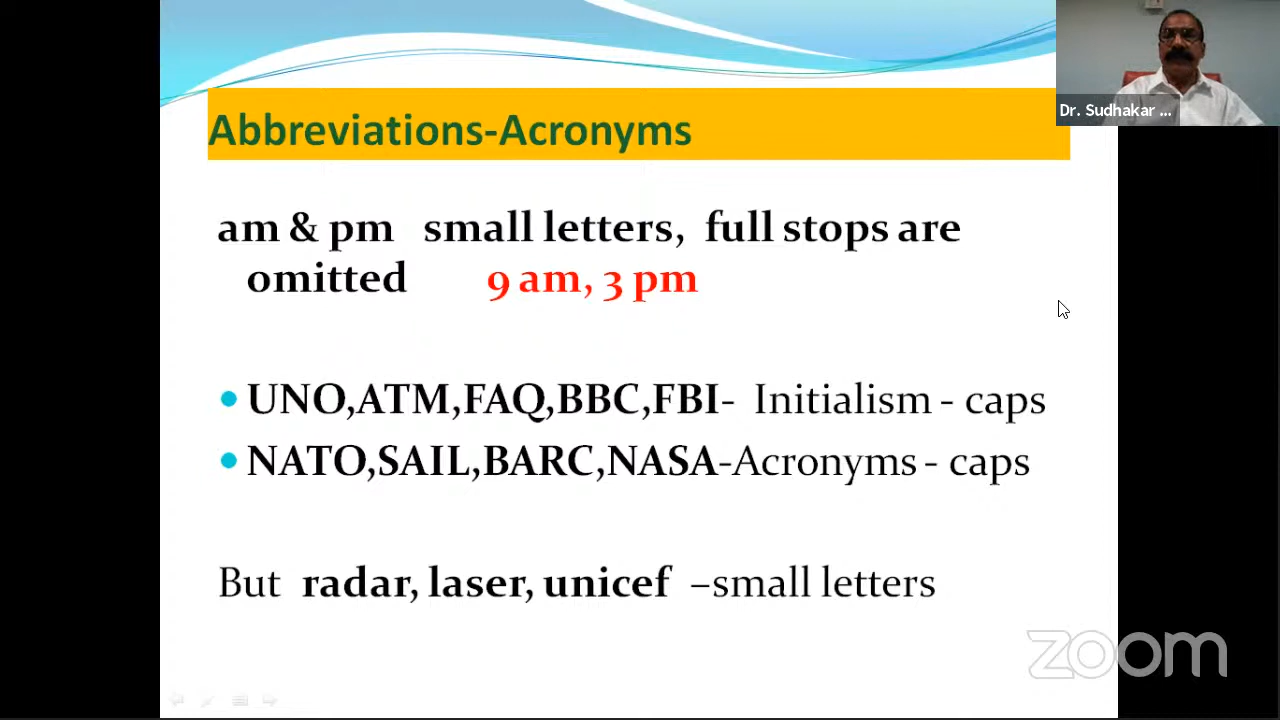 Abbreviations-Acronyms
Dr. Sudhakar ...
am & pm small letters, full stops are
omitted 9 am, 3 pm
• UNO,ATM,FAQ,BBC,FBI- Initialism - caps
• NATO,SAIL,BARC,NASA-Acronyms - caps
But radar, laser, unicef –small letters
zoom